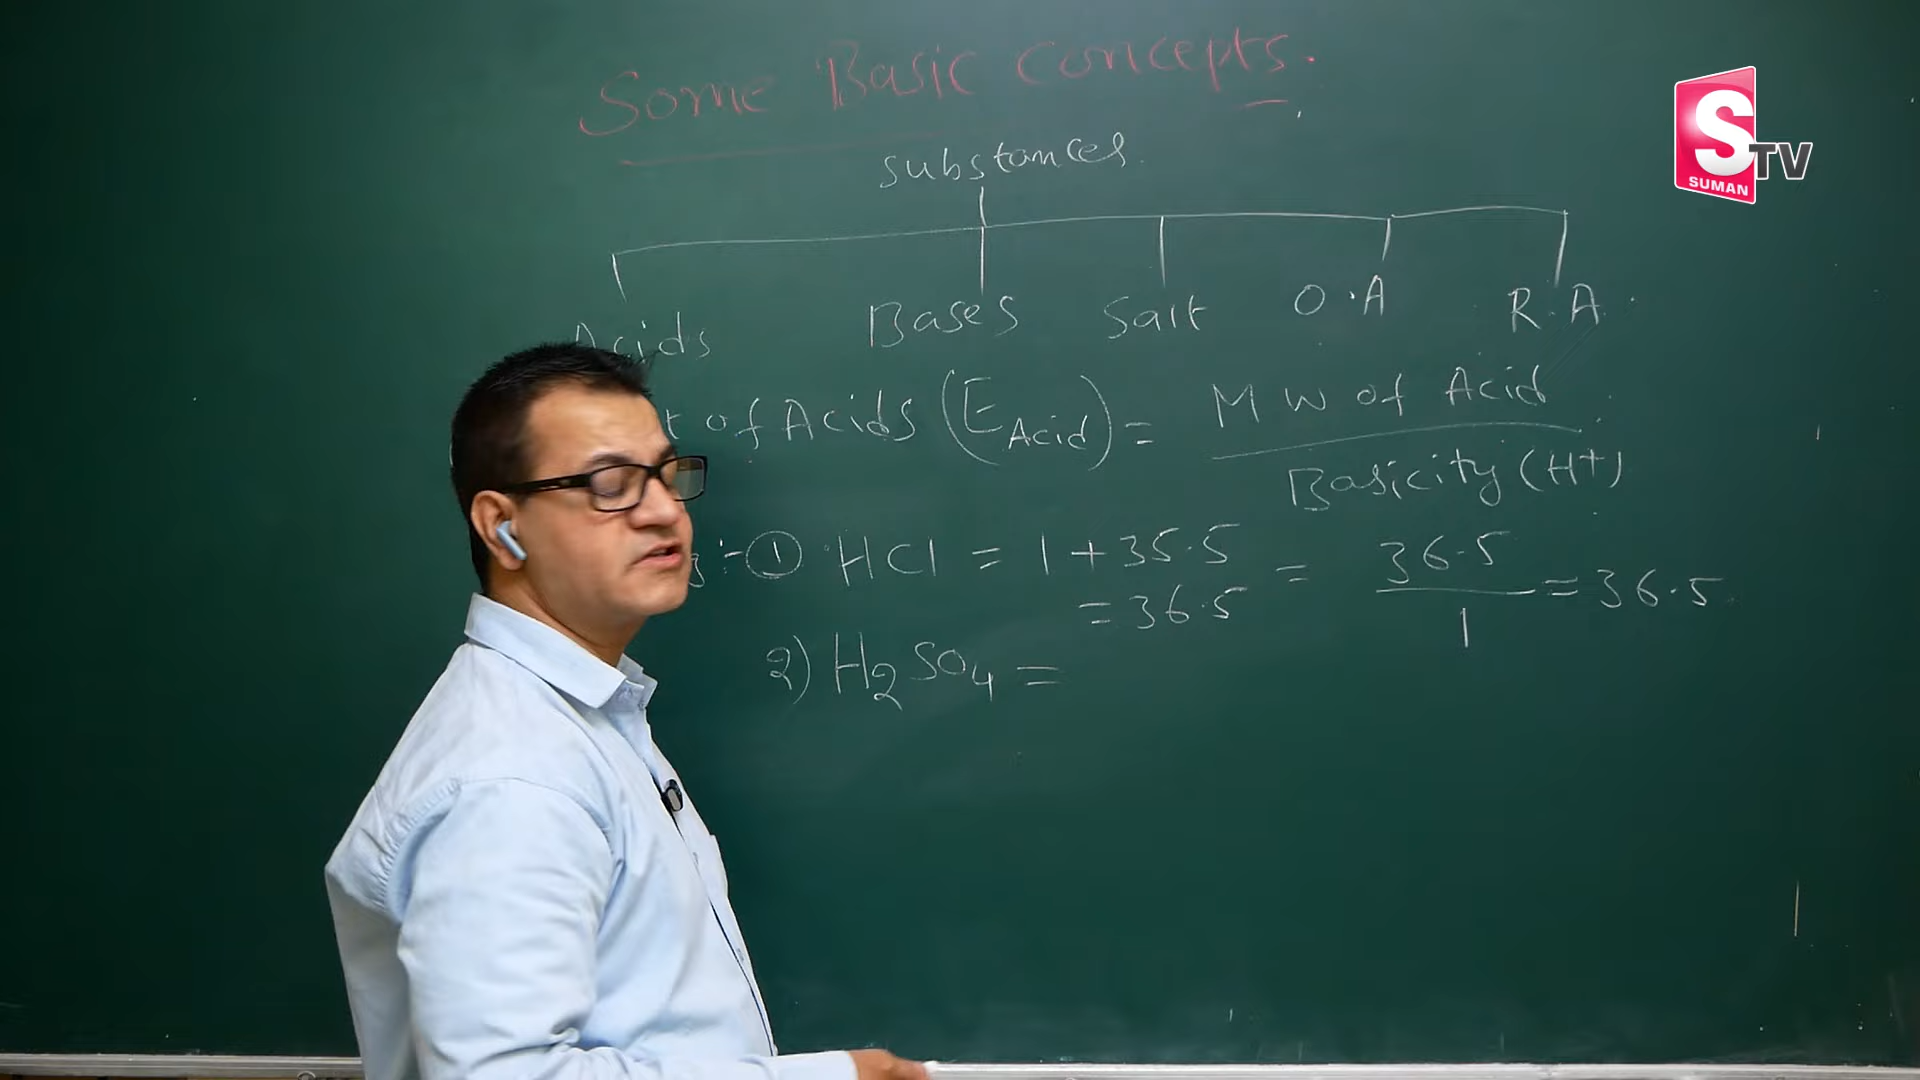 Some Basic Concepts.
STV
SUMAN
substances.
Acids Bases Salt O.A R.A.
of Acids (E Acid) = MW of Acid
Basicity (H+)
:- ① HCl = 1 + 35.5 = 36.5 = 36.5
= 36.5 1
2) H₂SO₄ =